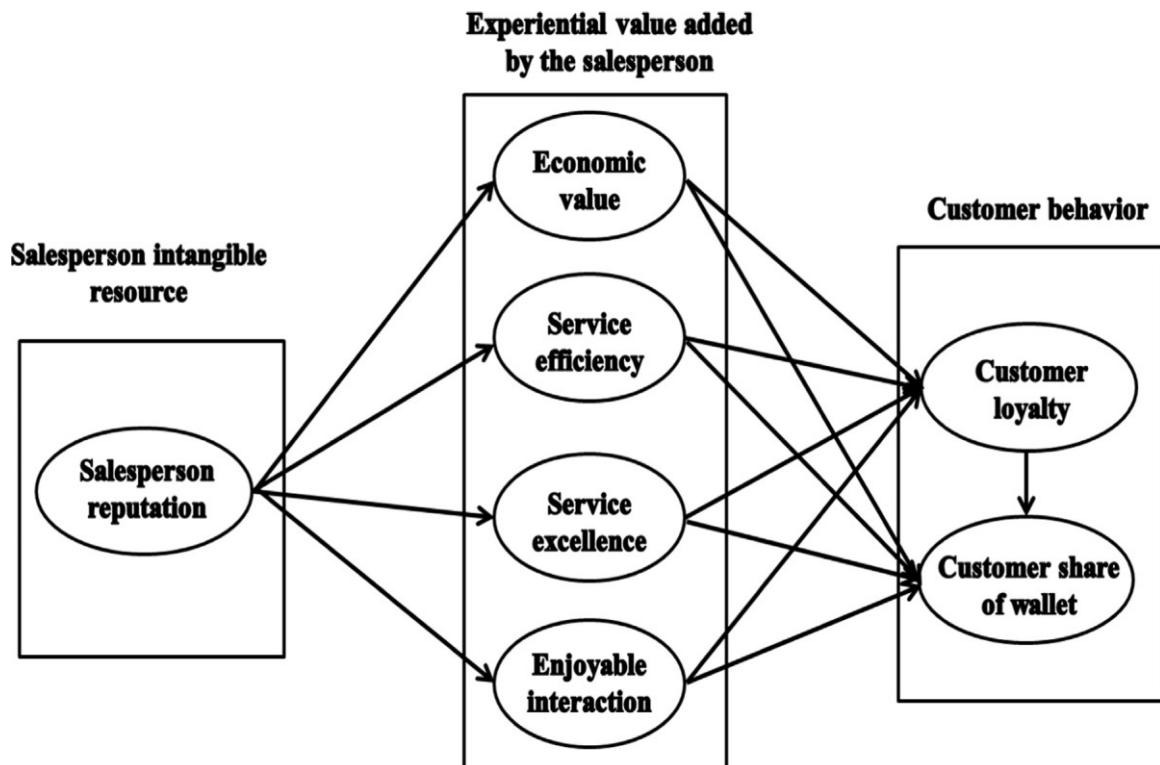 Experiential value added
by the salesperson
Economic
value
Customer behavior
Salesperson intangible
resource
Service
efficiency
Customer
loyalty
Salesperson
reputation
Service
excellence
Customer share
of wallet
Enjoyable
interaction